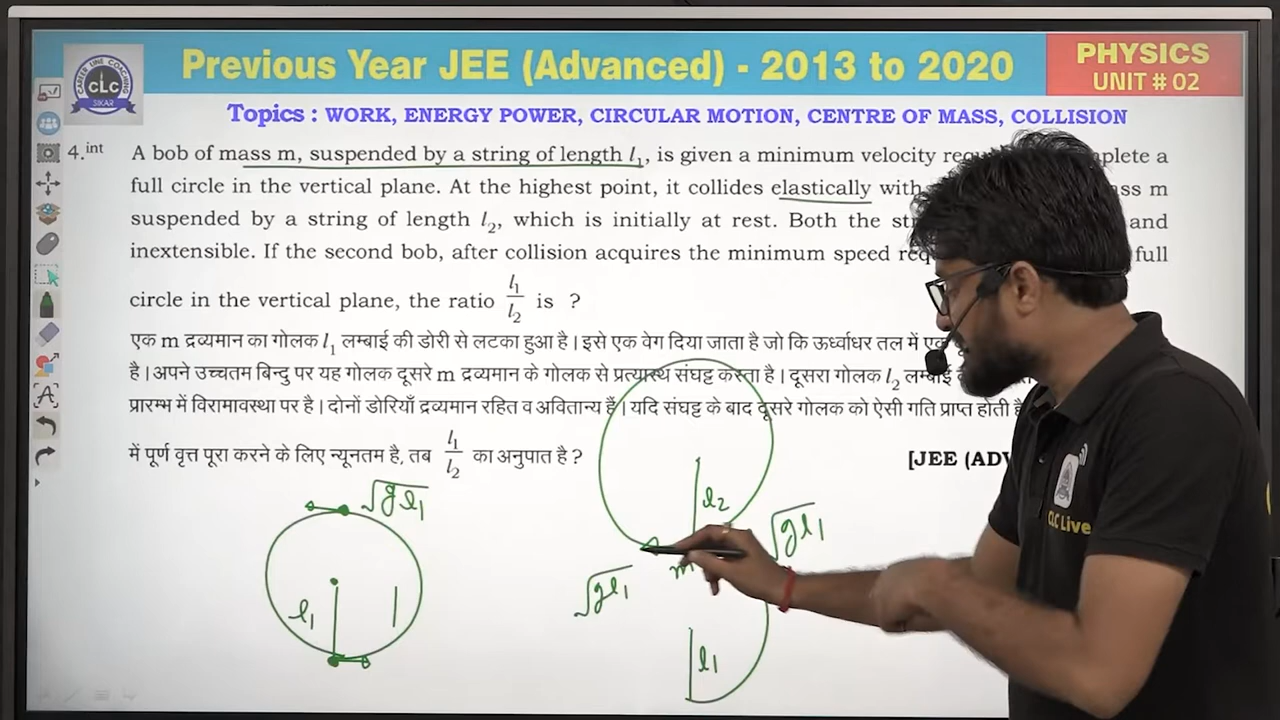 Previous Year JEE (Advanced) - 2013 to 2020
PHYSICS
UNIT # 02
CLC
SIKAR
Topics : WORK, ENERGY POWER, CIRCULAR MOTION, CENTRE OF MASS, COLLISION
4.int A bob of mass m, suspended by a string of length l₁, is given a minimum velocity plete a
full circle in the vertical plane. At the highest point, it collides elastically with ass m
suspended by a string of length l₂, which is initially at rest. Both the and
inextensible. If the second bob, after collision acquires the minimum speed full
circle in the vertical plane, the ratio l₁/l₂ is ?
एक m द्रव्यमान का गोलक l₁ लम्बाई की डोरी से लटका हुआ है। इसे एक वेग दिया जाता है जो कि ऊर्ध्वाधर तल में
है। अपने उच्चतम बिन्दु पर यह गोलक दूसरे m द्रव्यमान के गोलक से प्रत्यास्थ संघट्ट करता है। दूसरा गोलक l₂
प्रारम्भ में विरामावस्था पर है। दोनों डोरियाँ द्रव्यमान रहित व अवितान्य हैं। यदि संघट्ट के बाद दूसरे गोलक को ऐसी गति प्राप्त होती
में पूर्ण वृत्त पूरा करने के लिए न्यूनतम है, तब l₁/l₂ का अनुपात है ?
[JEE
√gl₁
l₂
√gl₁
m
√gl₁
l₁
l₁
CLC Live